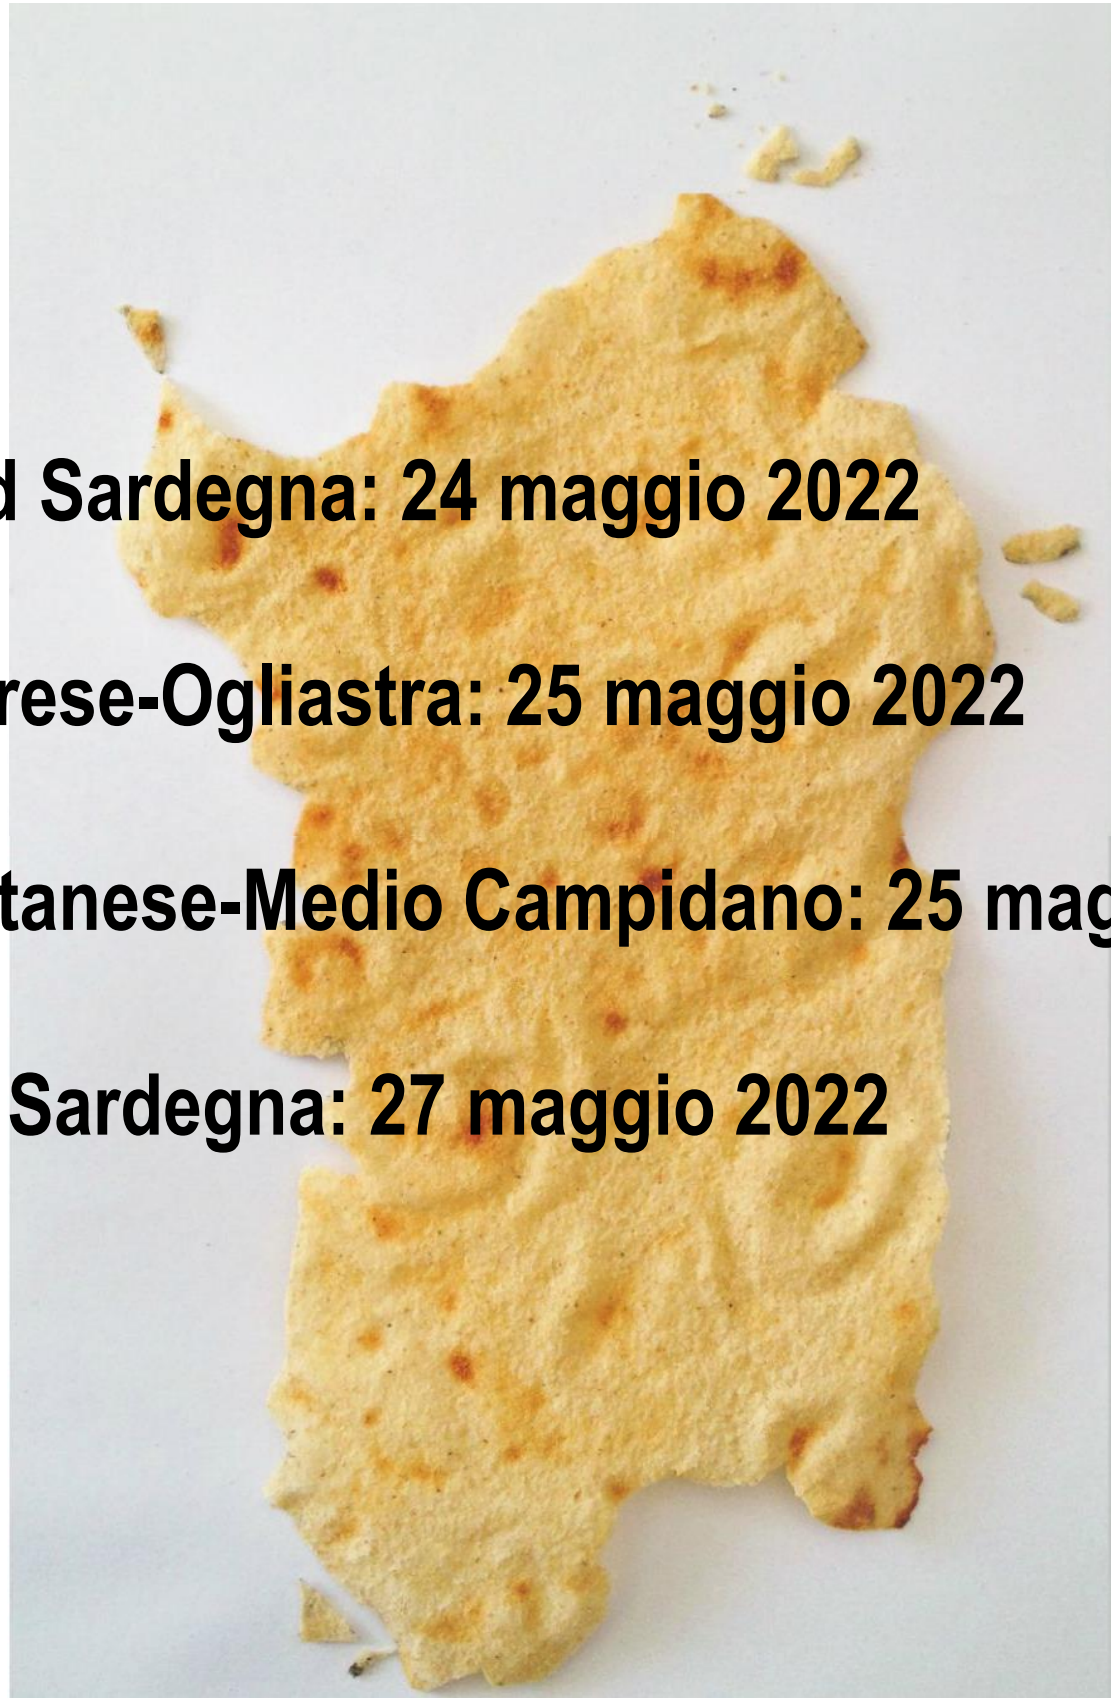 d Sardegna: 24 maggio 2022
rese-Ogliastra: 25 maggio 2022
tanese-Medio Campidano: 25 mag
Sardegna: 27 maggio 2022